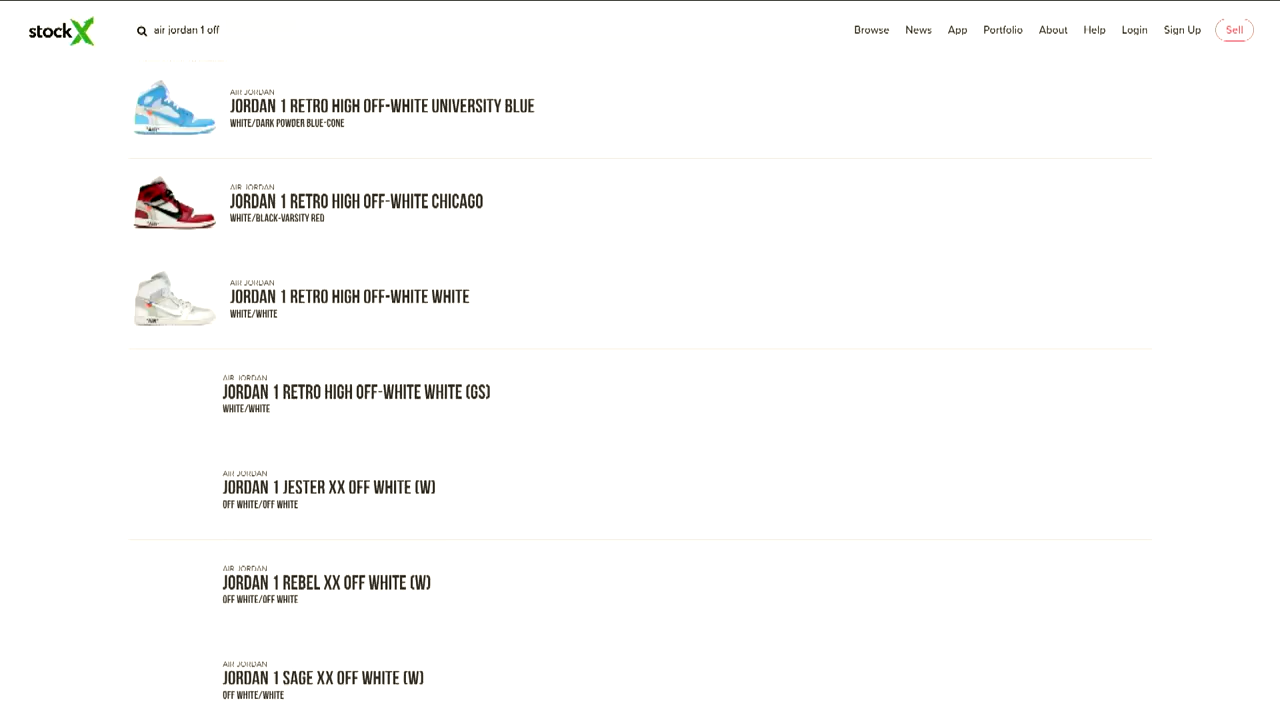 stockX
air jordan 1 off
Browse News App Portfolio About Help Login Sign Up Sell
AIR JORDAN
JORDAN 1 RETRO HIGH OFF-WHITE UNIVERSITY BLUE
WHITE/DARK POWDER BLUE-CONE
AIR JORDAN
JORDAN 1 RETRO HIGH OFF-WHITE CHICAGO
WHITE/BLACK-VARSITY RED
AIR JORDAN
JORDAN 1 RETRO HIGH OFF-WHITE WHITE
WHITE/WHITE
AIR JORDAN
JORDAN 1 RETRO HIGH OFF-WHITE WHITE (GS)
WHITE/WHITE
AIR JORDAN
JORDAN 1 JESTER XX OFF WHITE (W)
OFF WHITE/OFF WHITE
AIR JORDAN
JORDAN 1 REBEL XX OFF WHITE (W)
OFF WHITE/OFF WHITE
AIR JORDAN
JORDAN 1 SAGE XX OFF WHITE (W)
OFF WHITE/WHITE